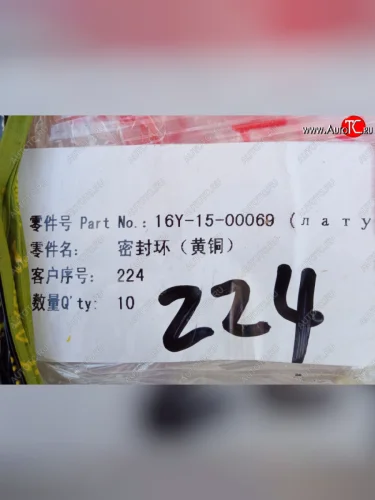 www.AutoTC.ru
零件号 Part No.: 16Y-15-00069 (лату
零件名: 密封环（黄铜）
客户序号: 224
数量Q'ty: 10
224